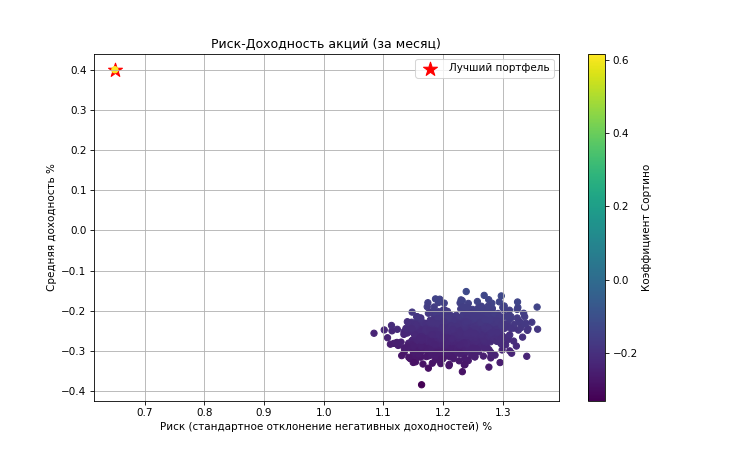 Риск-Доходность акций (за месяц)
Лучший портфель
Средняя доходность %
0.4
0.3
0.2
0.1
0.0
−0.1
−0.2
−0.3
−0.4
0.7 0.8 0.9 1.0 1.1 1.2 1.3
Риск (стандартное отклонение негативных доходностей) %
0.6
0.4
0.2
0.0
−0.2
Коэффициент Сортино